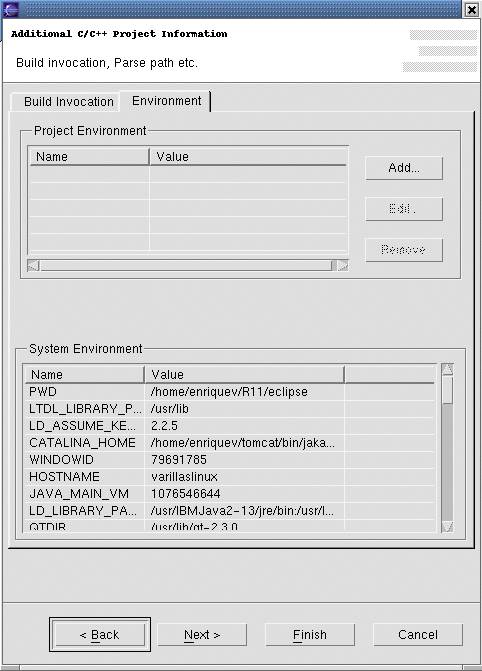 Additional C/C++ Project Information
Build invocation, Parse path etc.
Build Invocation Environment
Project Environment
Name Value
Add...
Edit..
Remove
System Environment
Name Value
PWD /home/enriquev/R11/eclipse
LTDL_LIBRARY_P... /usr/lib
LD_ASSUME_KE... 2.2.5
CATALINA_HOME /home/enriquev/tomcat/bin/jaka...
WINDOWID 79691785
HOSTNAME varillaslinux
JAVA_MAIN_VM 1076546644
LD_LIBRARY_PA... /usr/IBMJava2-13/jre/bin:/usr/l...
QTDIR /usr/lib/qt-2.3.0
< Back Next > Finish Cancel